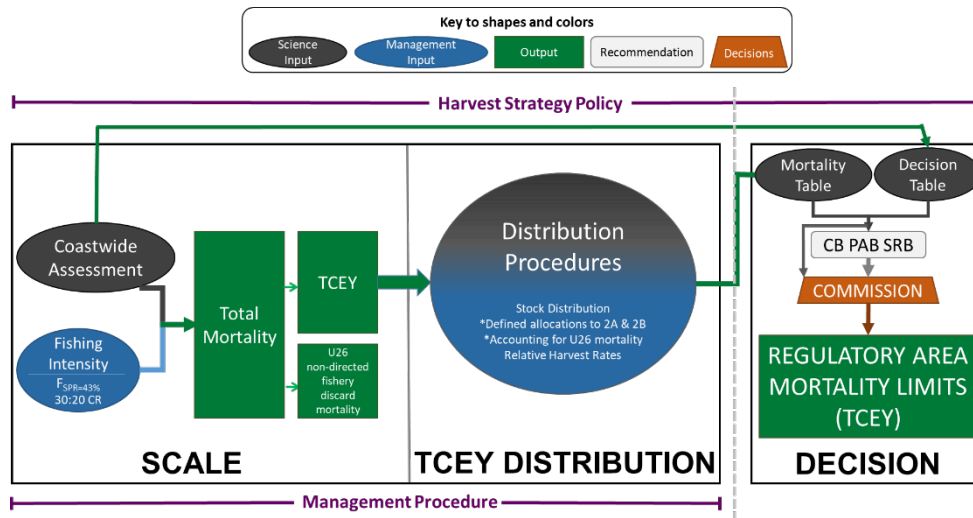 Key to shapes and colors
Science
Input
Management
Input
Output
Recommendation
Decisions
Harvest Strategy Policy
Coastwide
Assessment
Fishing
Intensity
FSPR=43%
30:20 CR
Total
Mortality
TCEY
U26
non-directed
fishery
discard
mortality
SCALE
Distribution
Procedures
Stock Distribution
*Defined allocations to 2A & 2B
*Accounting for U26 mortality
Relative Harvest Rates
TCEY DISTRIBUTION
Mortality
Table
Decision
Table
CB PAB SRB
COMMISSION
REGULATORY AREA
MORTALITY LIMITS
(TCEY)
DECISION
Management Procedure